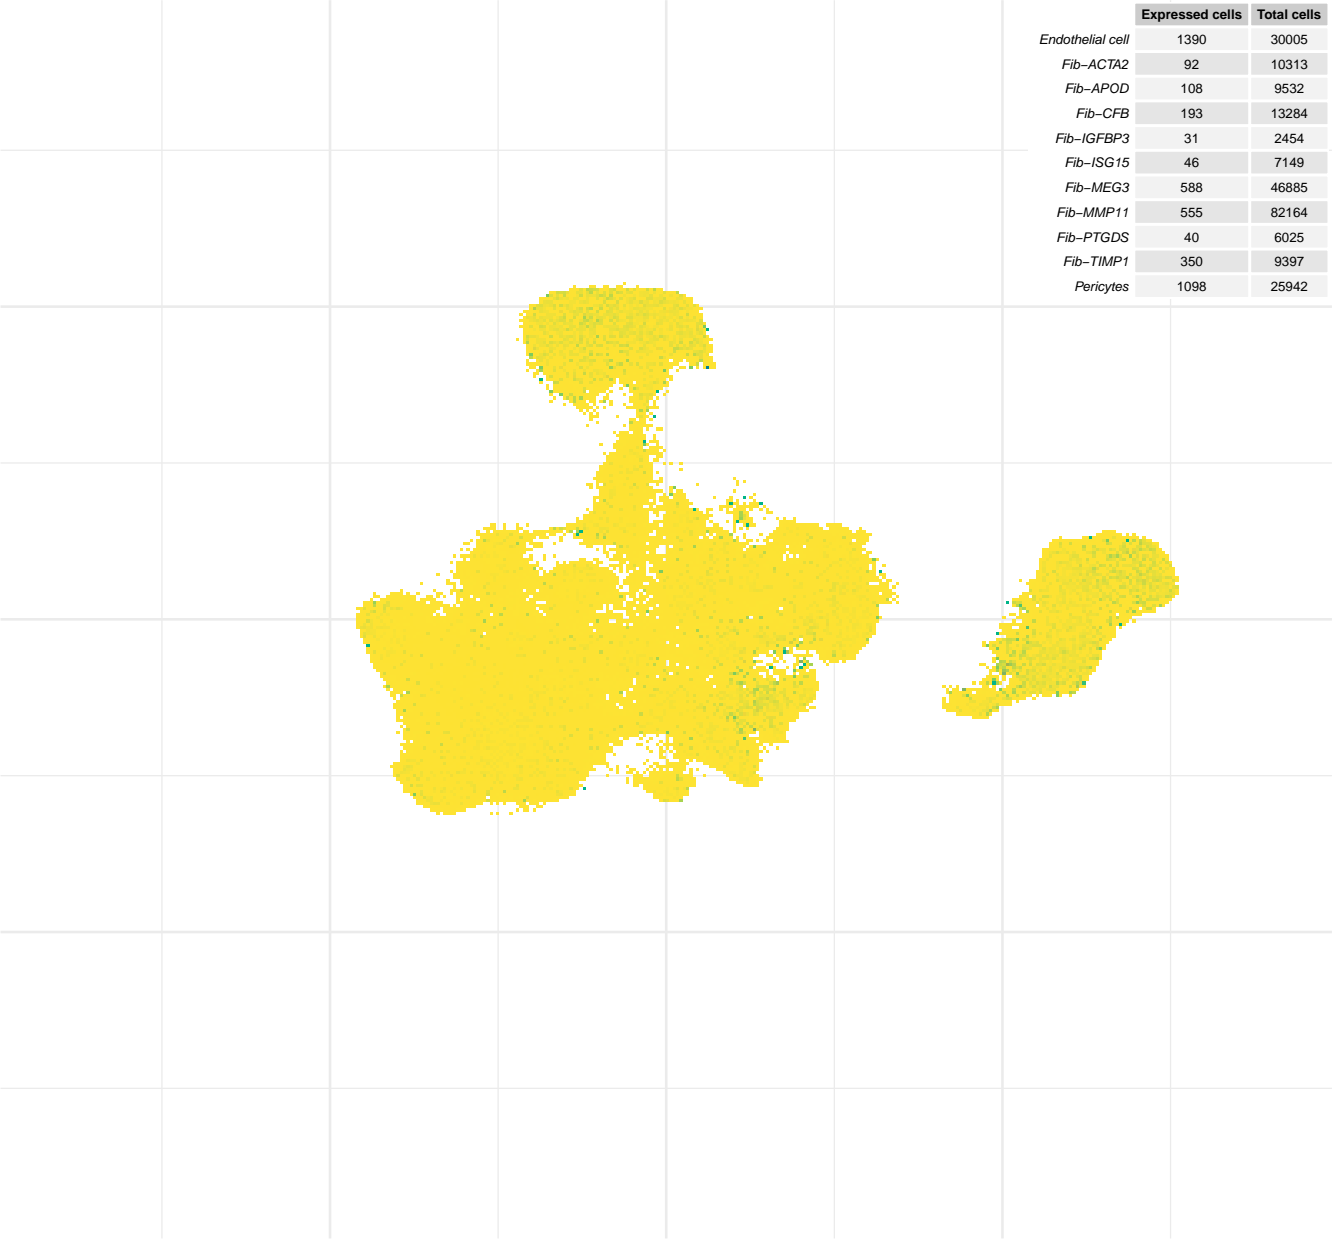 Expressed cells Total cells
Endothelial cell 1390 30005
Fib−ACTA2 92 10313
Fib−APOD 108 9532
Fib−CFB 193 13284
Fib−IGFBP3 31 2454
Fib−ISG15 46 7149
Fib−MEG3 588 46885
Fib−MMP11 555 82164
Fib−PTGDS 40 6025
Fib−TIMP1 350 9397
Pericytes 1098 25942